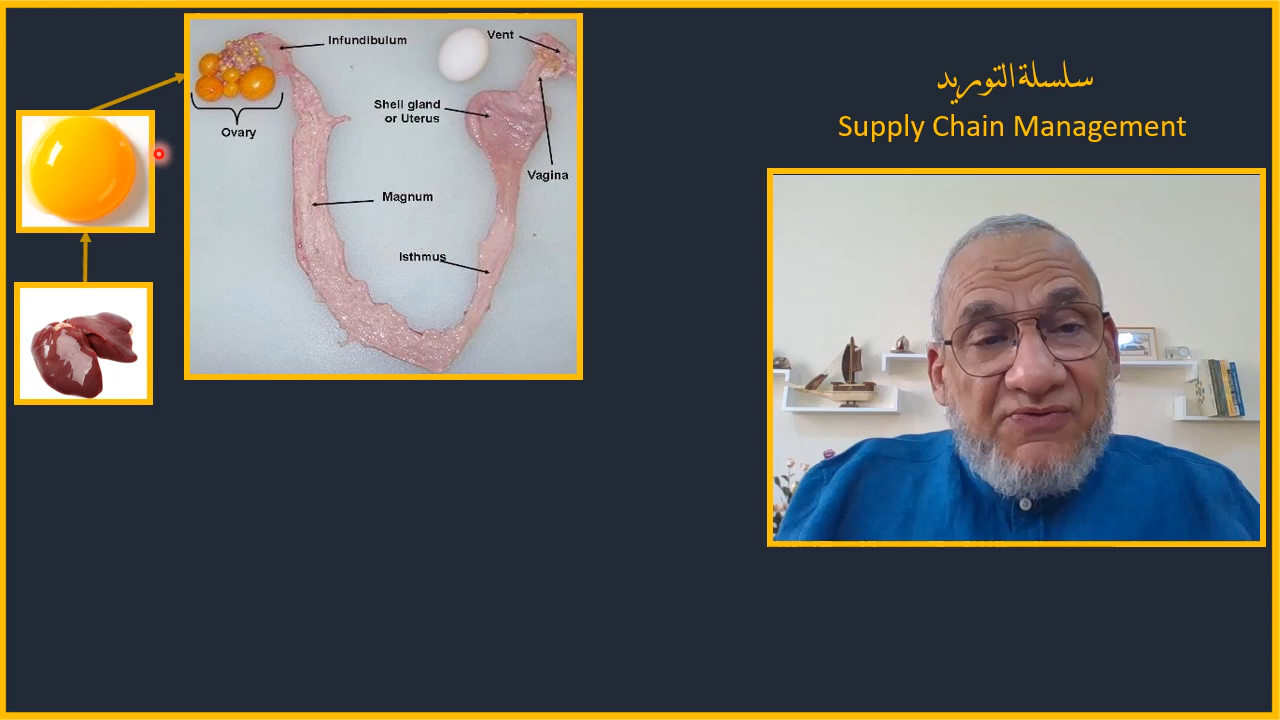 سلسلة التوريد
Supply Chain Management
Infundibulum
Vent
Shell gland
or Uterus
Ovary
Vagina
Magnum
Isthmus